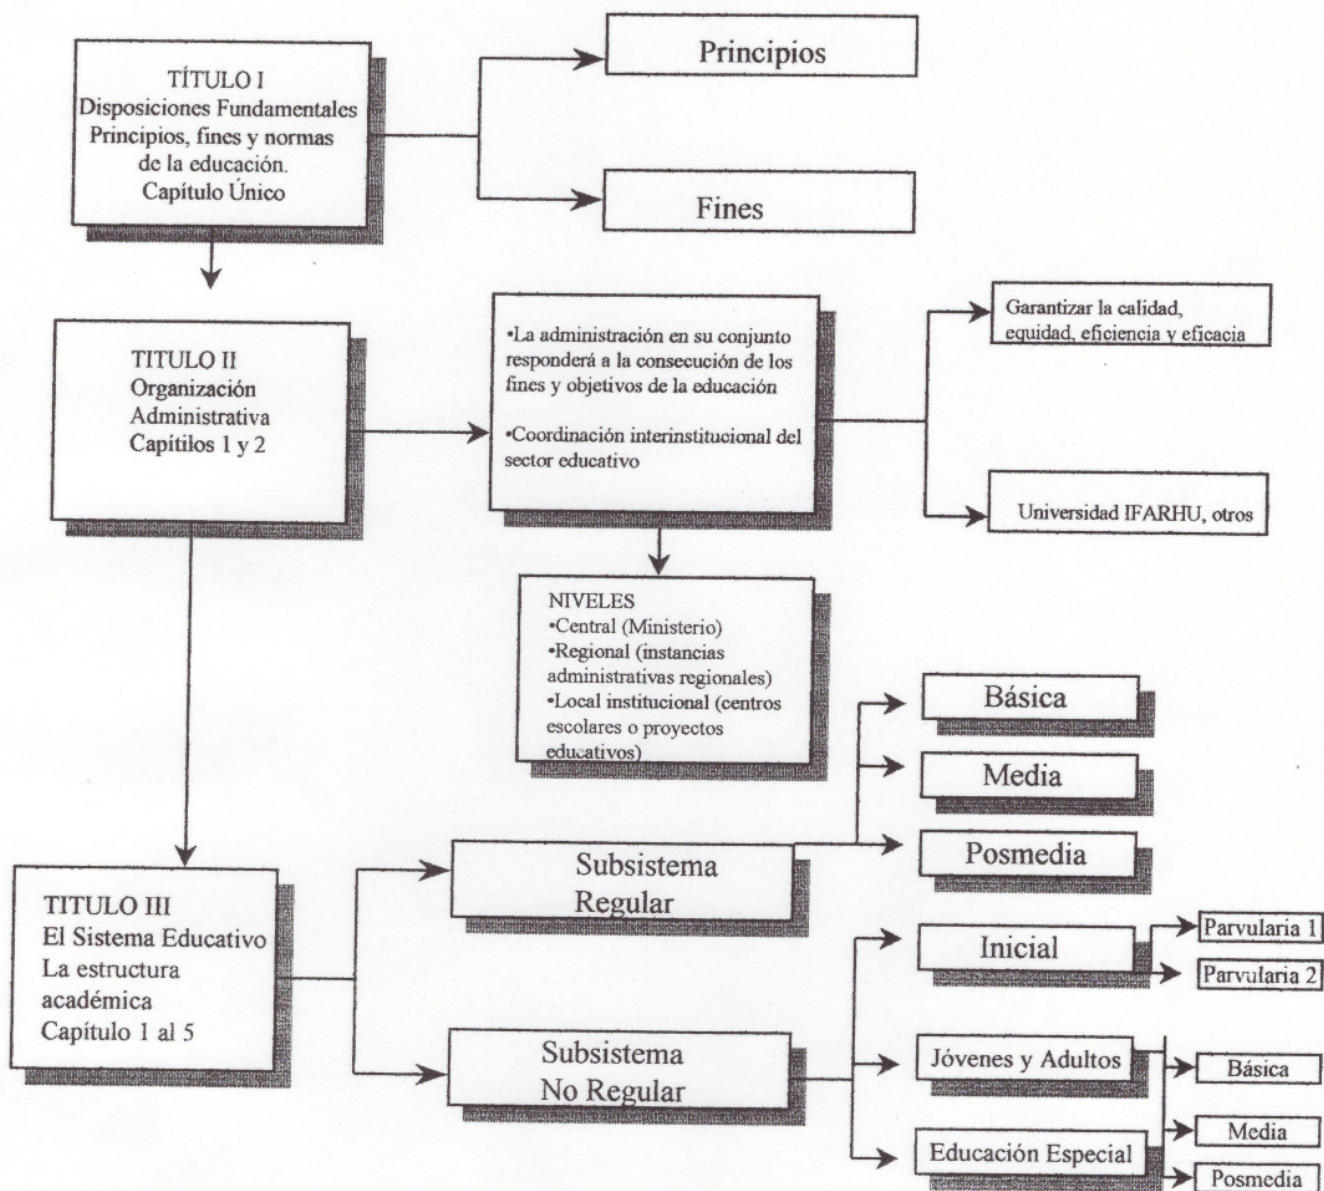 TÍTULO I
Disposiciones Fundamentales
Principios, fines y normas
de la educación.
Capítulo Único
Principios
Fines
TITULO II
Organización
Administrativa
Capítilos 1 y 2
•La administración en su conjunto
responderá a la consecución de los
fines y objetivos de la educación
•Coordinación interinstitucional del
sector educativo
Garantizar la calidad,
equidad, eficiencia y eficacia
Universidad IFARHU, otros
NIVELES
•Central (Ministerio)
•Regional (instancias
administrativas regionales)
•Local institucional (centros
escolares o proyectos
educativos)
TITULO III
El Sistema Educativo
La estructura
académica
Capítulo 1 al 5
Subsistema
Regular
Básica
Media
Posmedia
Subsistema
No Regular
Inicial
Parvularia 1
Parvularia 2
Jóvenes y Adultos
Educación Especial
Básica
Media
Posmedia